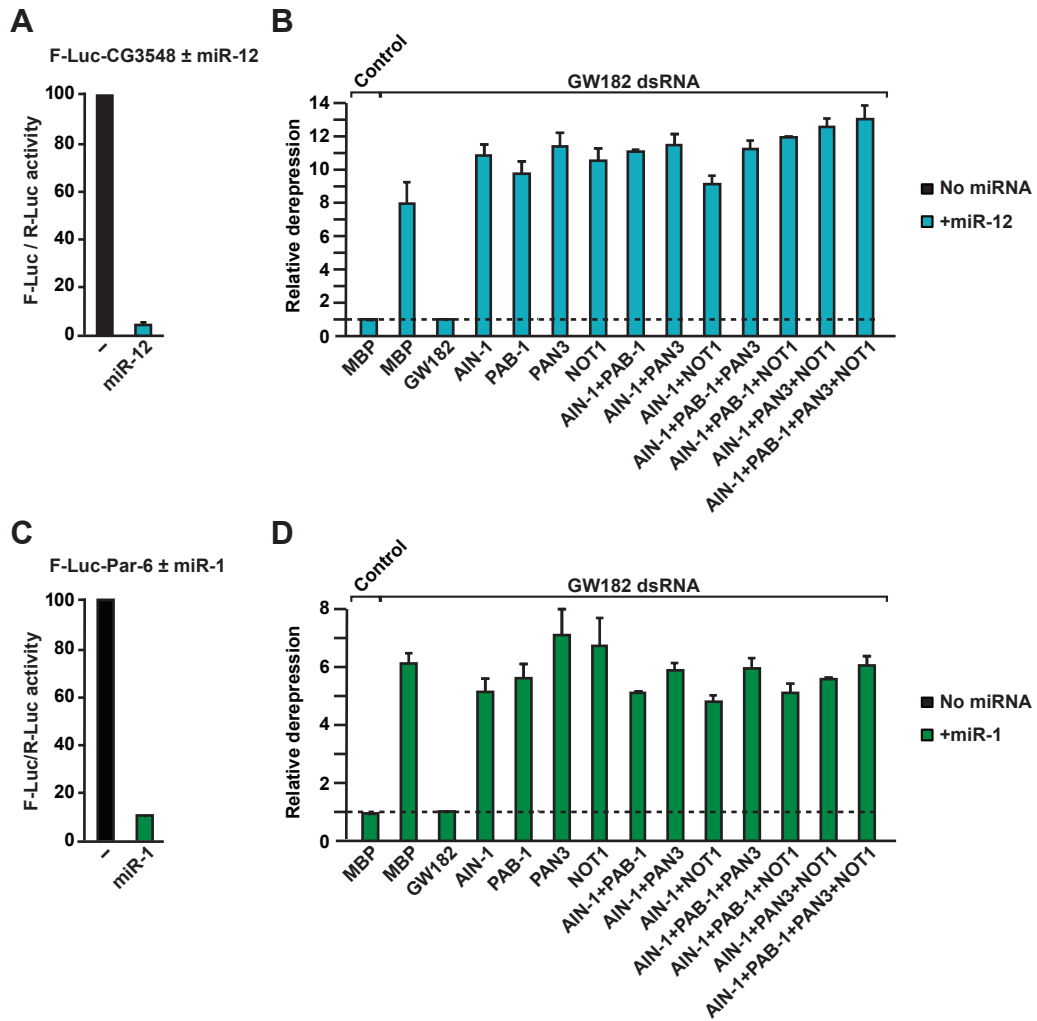 A
F-Luc-CG3548 ± miR-12
F-Luc / R-Luc activity
100
80
60
40
20
0
–
miR-12
B
Control
GW182 dsRNA
Relative derepression
14
12
10
8
6
4
2
0
MBP
MBP
GW182
AIN-1
PAB-1
PAN3
NOT1
AIN-1+PAB-1
AIN-1+PAN3
AIN-1+NOT1
AIN-1+PAB-1+PAN3
AIN-1+PAB-1+NOT1
AIN-1+PAN3+NOT1
AIN-1+PAB-1+PAN3+NOT1
No miRNA
+miR-12
C
F-Luc-Par-6 ± miR-1
F-Luc/R-Luc activity
100
80
60
40
20
0
–
miR-1
D
Control
GW182 dsRNA
Relative derepression
8
6
4
2
0
MBP
MBP
GW182
AIN-1
PAB-1
PAN3
NOT1
AIN-1+PAB-1
AIN-1+PAN3
AIN-1+NOT1
AIN-1+PAB-1+PAN3
AIN-1+PAB-1+NOT1
AIN-1+PAN3+NOT1
AIN-1+PAB-1+PAN3+NOT1
No miRNA
+miR-1